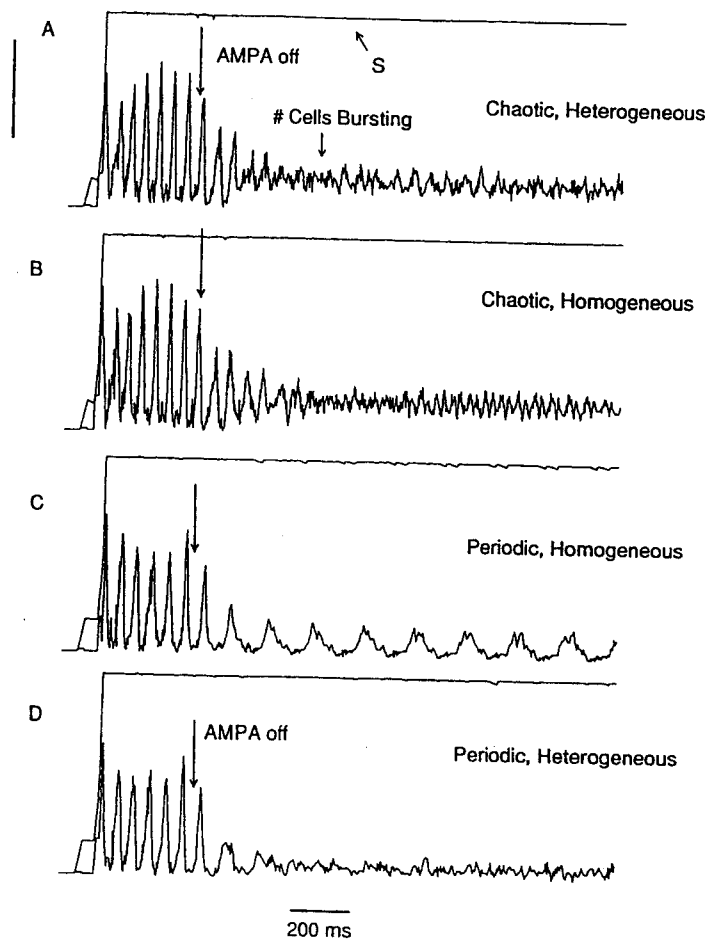 A
AMPA off
S
# Cells Bursting
Chaotic, Heterogeneous
B
Chaotic, Homogeneous
C
Periodic, Homogeneous
D
AMPA off
Periodic, Heterogeneous
200 ms